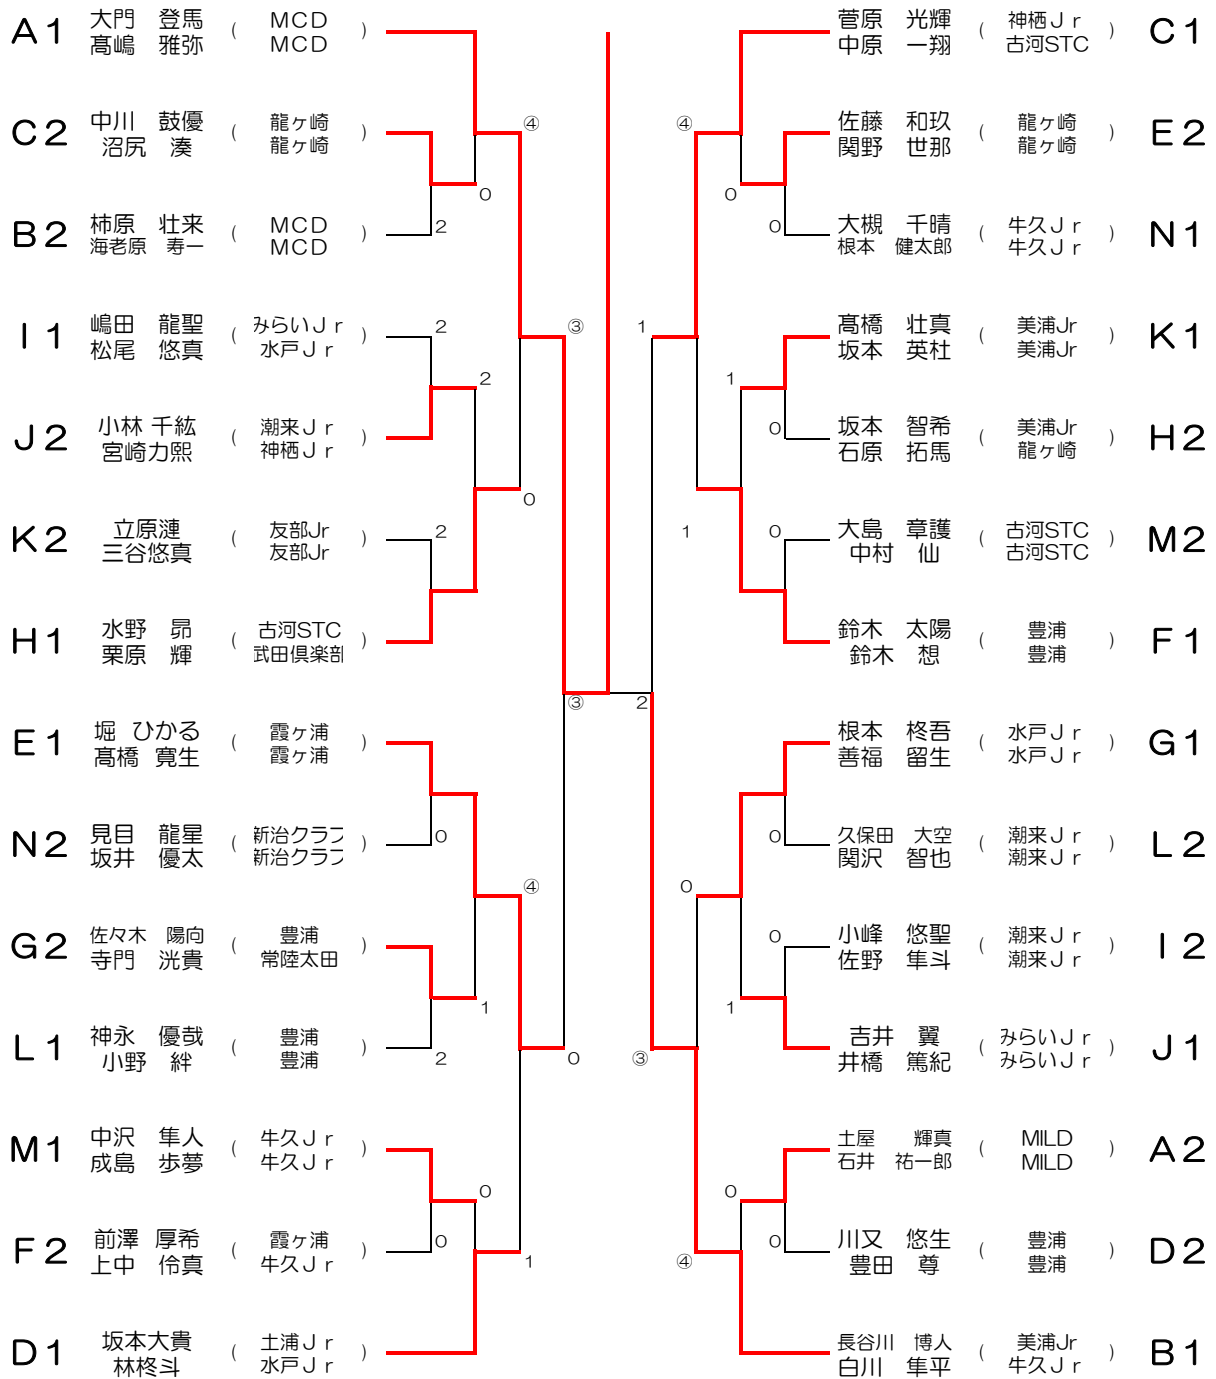 A1 大門 登馬 ( MCD )
髙嶋 雅弥 MCD
C2 中川 鼓優 ( 龍ヶ崎 )
沼尻 湊 龍ヶ崎
B2 柿原 壮来 ( MCD )
海老原 寿一 MCD
I1 嶋田 龍聖 ( みらいJr )
松尾 悠真 水戸Jr
J2 小林 千紘 ( 潮来Jr )
宮崎力熙 神栖Jr
K2 立原漣 ( 友部Jr )
三谷悠真 友部Jr
H1 水野 昴 ( 古河STC )
栗原 輝 武田倶楽部
E1 堀 ひかる ( 霞ヶ浦 )
髙橋 寛生 霞ヶ浦
N2 見目 龍星 ( 新治クラブ )
坂井 優太 新治クラブ
G2 佐々木 陽向 ( 豊浦 )
寺門 洸貴 常陸太田
L1 神永 優哉 ( 豊浦 )
小野 絆 豊浦
M1 中沢 隼人 ( 牛久Jr )
成島 歩夢 牛久Jr
F2 前澤 厚希 ( 霞ヶ浦 )
上中 伶真 牛久Jr
D1 坂本大貴 ( 土浦Jr )
林柊斗 水戸Jr
④
0
2
2
③
2
0
2
③
0
④
1
2
0
0
0
1
菅原 光輝 ( 神栖Jr ) C1
中原 一翔 古河STC
佐藤 和玖 ( 龍ヶ崎 ) E2
関野 世那 龍ヶ崎
大槻 千晴 ( 牛久Jr ) N1
根本 健太郎 牛久Jr
髙橋 壮真 ( 美浦Jr ) K1
坂本 英杜 美浦Jr
坂本 智希 ( 美浦Jr ) H2
石原 拓馬 龍ヶ崎
大島 章護 ( 古河STC ) M2
中村 仙 古河STC
鈴木 太陽 ( 豊浦 ) F1
鈴木 想 豊浦
根本 柊吾 ( 水戸Jr ) G1
善福 留生 水戸Jr
久保田 大空 ( 潮来Jr ) L2
関沢 智也 潮来Jr
小峰 悠聖 ( 潮来Jr ) I2
佐野 隼斗 潮来Jr
吉井 翼 ( みらいJr ) J1
井橋 篤紀 みらいJr
土屋 輝真 ( MILD ) A2
石井 祐一郎 MILD
川又 悠生 ( 豊浦 ) D2
豊田 尊 豊浦
長谷川 博人 ( 美浦Jr ) B1
白川 隼平 牛久Jr
④
0
0
1
1
0
1
0
2
0
0
0
1
③
0
0
④